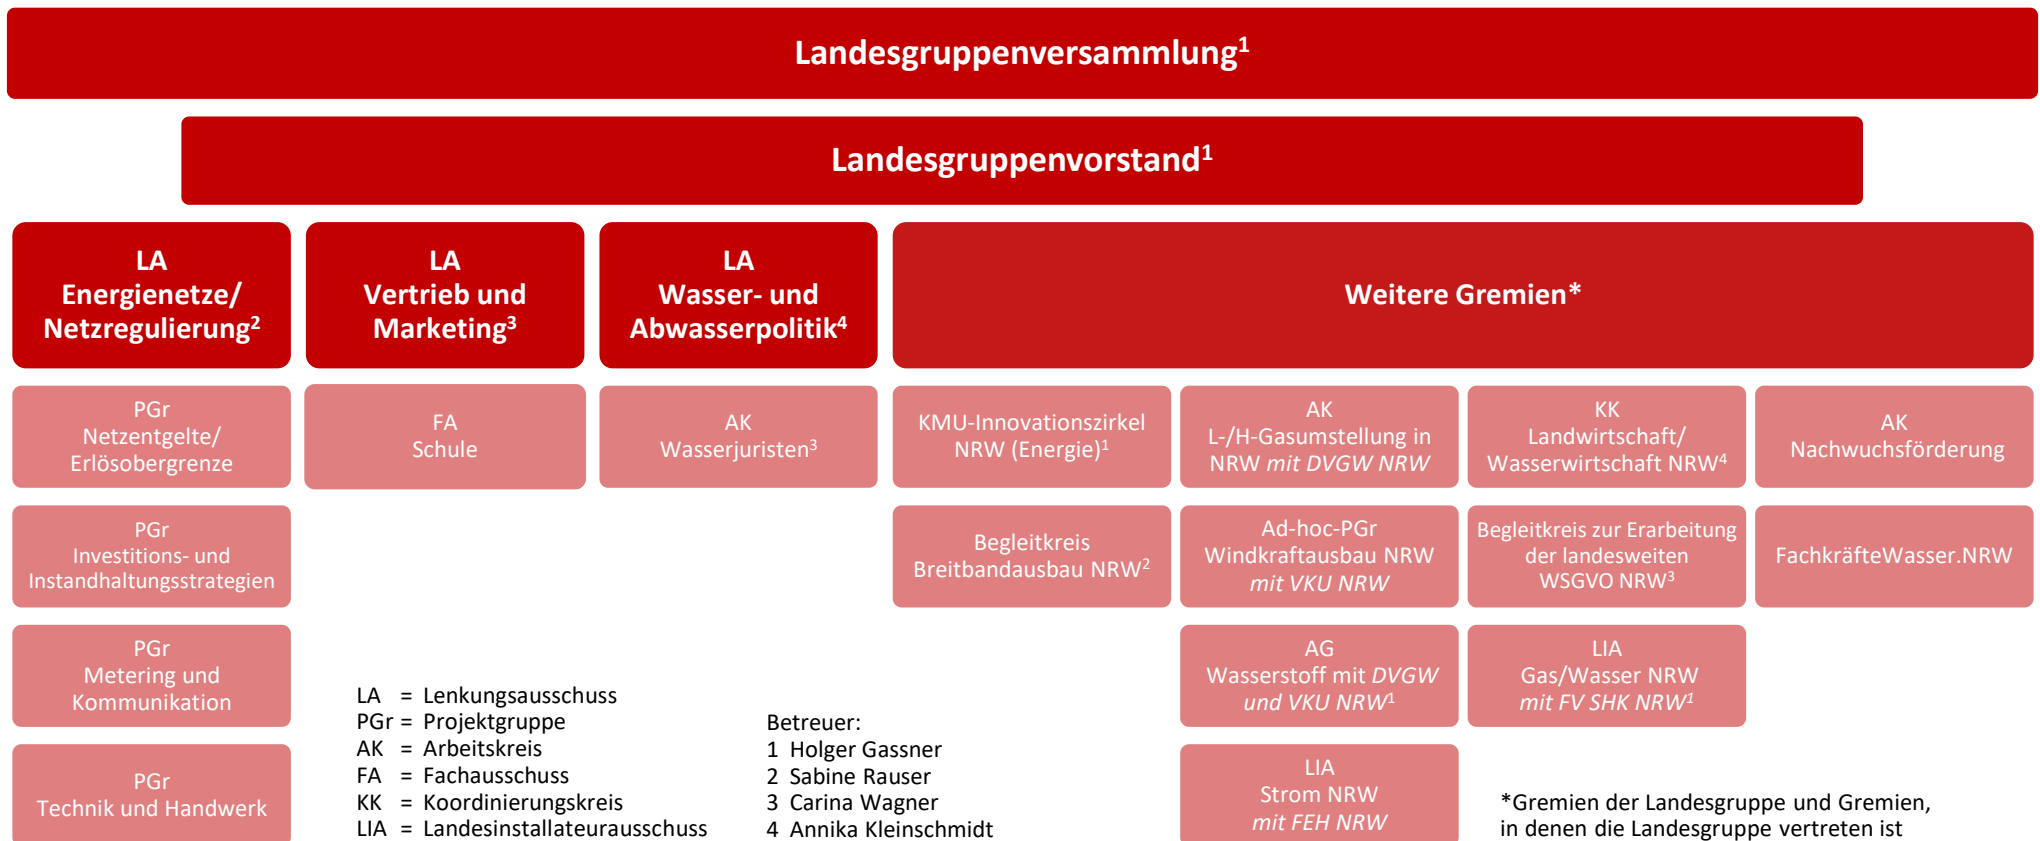 Landesgruppenversammlung¹
Landesgruppenvorstand¹
LA
Energienetze/
Netzregulierung²
LA
Vertrieb und
Marketing³
LA
Wasser- und
Abwasserpolitik⁴
Weitere Gremien*
PGr
Netzentgelte/
Erlösobergrenze
FA
Schule
AK
Wasserjuristen³
KMU-Innovationszirkel
NRW (Energie)¹
AK
L-/H-Gasumstellung in
NRW mit DVGW NRW
KK
Landwirtschaft/
Wasserwirtschaft NRW⁴
AK
Nachwuchsförderung
PGr
Investitions- und
Instandhaltungsstrategien
Begleitkreis
Breitbandausbau NRW²
Ad-hoc-PGr
Windkraftausbau NRW
mit VKU NRW
Begleitkreis zur Erarbeitung
der landesweiten
WSGVO NRW³
FachkräfteWasser.NRW
PGr
Metering und
Kommunikation
AG
Wasserstoff mit DVGW
und VKU NRW¹
LIA
Gas/Wasser NRW
mit FV SHK NRW¹
PGr
Technik und Handwerk
LIA
Strom NRW
mit FEH NRW
LA = Lenkungsausschuss
PGr = Projektgruppe
AK = Arbeitskreis
FA = Fachausschuss
KK = Koordinierungskreis
LIA = Landesinstallateurausschuss
Betreuer:
1 Holger Gassner
2 Sabine Rauser
3 Carina Wagner
4 Annika Kleinschmidt
*Gremien der Landesgruppe und Gremien,
in denen die Landesgruppe vertreten ist